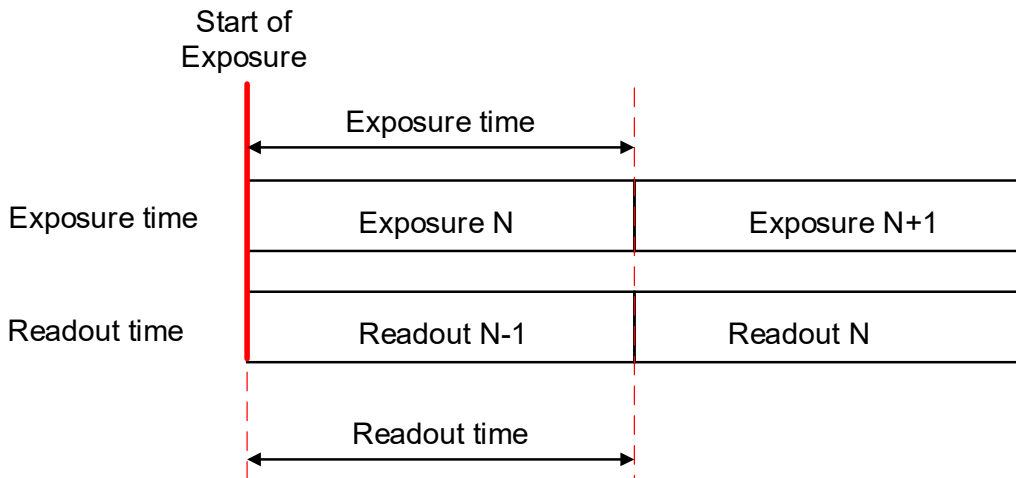 Start of
Exposure
Exposure time
Exposure time
Exposure N
Exposure N+1
Readout time
Readout N-1
Readout N
Readout time